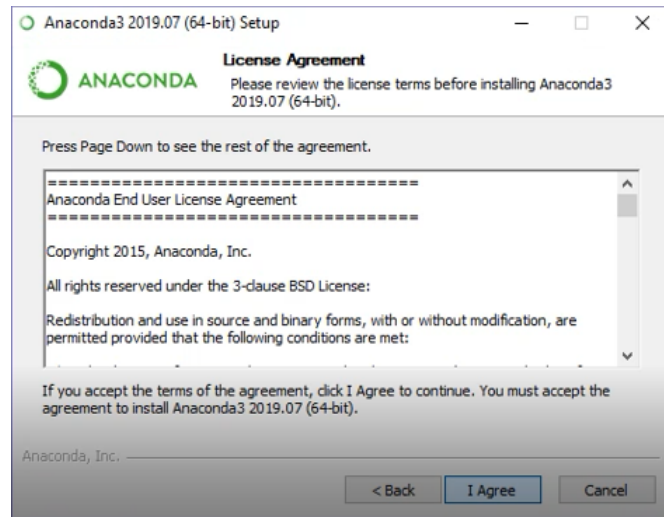 Anaconda3 2019.07 (64-bit) Setup
ANACONDA
License Agreement
Please review the license terms before installing Anaconda3
2019.07 (64-bit).
Press Page Down to see the rest of the agreement.
===================================
Anaconda End User License Agreement
===================================
Copyright 2015, Anaconda, Inc.
All rights reserved under the 3-clause BSD License:
Redistribution and use in source and binary forms, with or without modification, are
permitted provided that the following conditions are met:
If you accept the terms of the agreement, click I Agree to continue. You must accept the
agreement to install Anaconda3 2019.07 (64-bit).
Anaconda, Inc.
< Back
I Agree
Cancel